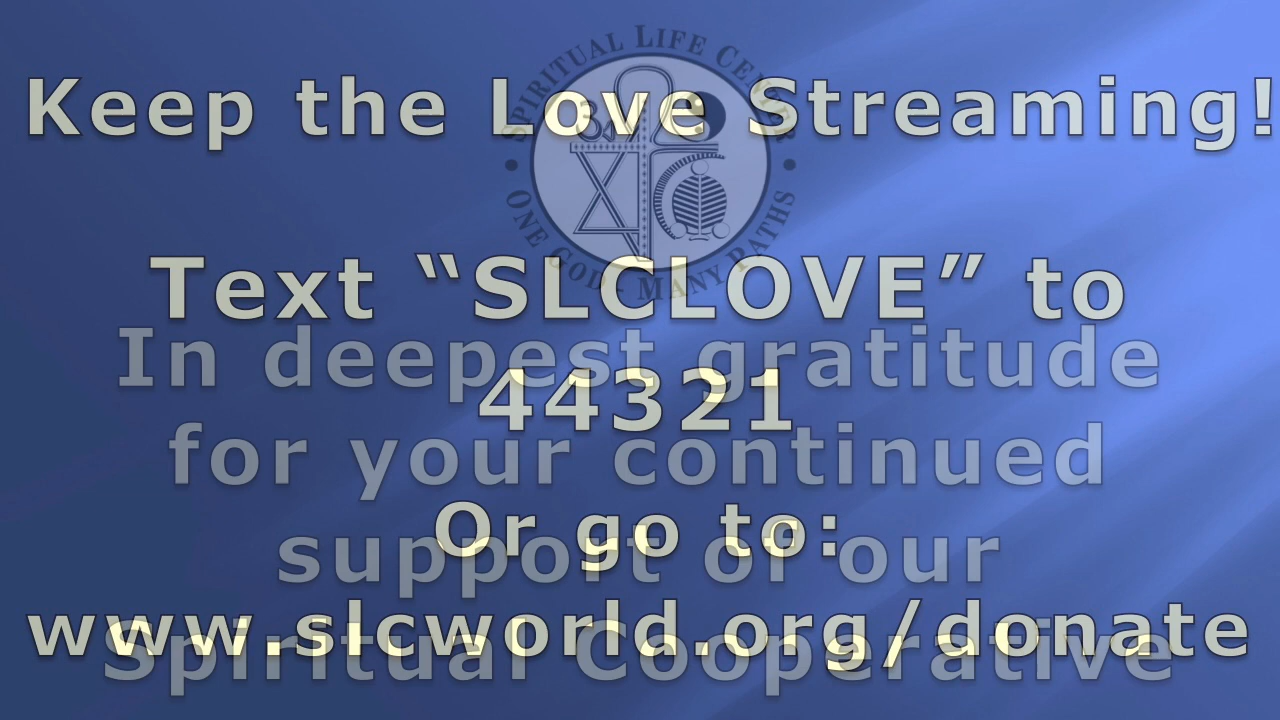 SPIRITUAL LIFE CENTER
• ONE GOD - MANY PATHS •
Keep the Love Streaming!
Text “SLCLOVE” to
44321
Or go to:
www.slcworld.org/donate
In deepest gratitude
for your continued
support of our
Spiritual Cooperative